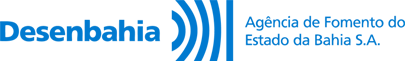 Desenbahia
Agência de Fomento do
Estado da Bahia S.A.